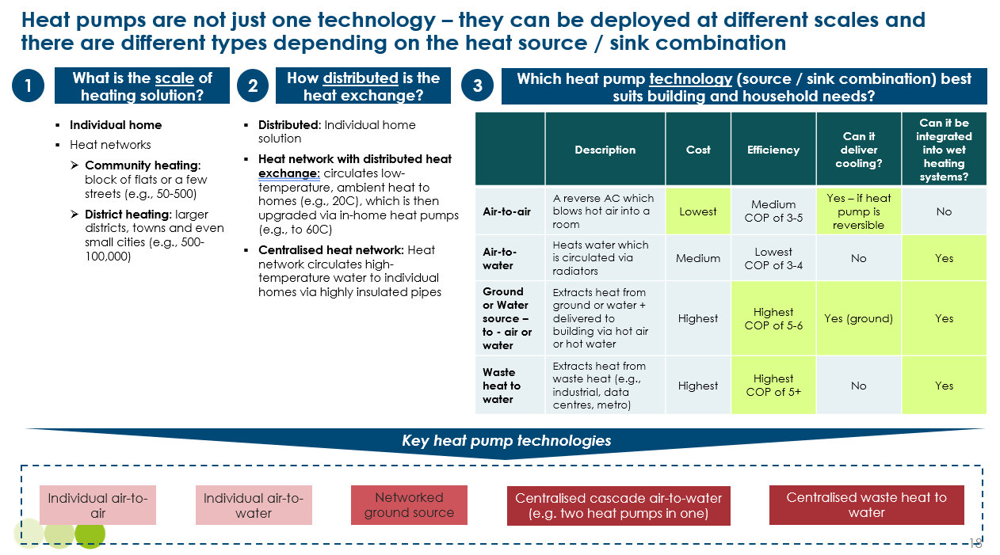 Heat pumps are not just one technology – they can be deployed at different scales and
there are different types depending on the heat source / sink combination
1
What is the scale of
heating solution?
▪ Individual home
▪ Heat networks
➢ Community heating:
block of flats or a few
streets (e.g., 50-500)
➢ District heating: larger
districts, towns and even
small cities (e.g., 500-
100,000)
2
How distributed is the
heat exchange?
▪ Distributed: Individual home
solution
▪ Heat network with distributed heat
exchange: circulates low-
temperature, ambient heat to
homes (e.g., 20C), which is then
upgraded via in-home heat pumps
(e.g., to 60C)
▪ Centralised heat network: Heat
network circulates high-
temperature water to individual
homes via highly insulated pipes
3
Which heat pump technology (source / sink combination) best
suits building and household needs?
Description
Cost
Efficiency
Can it
deliver
cooling?
Can it be
integrated
into wet
heating
systems?
Air-to-air
A reverse AC which
blows hot air into a
room
Lowest
Medium
COP of 3-5
Yes – if heat
pump is
reversible
No
Air-to-
water
Heats water which
is circulated via
radiators
Medium
Lowest
COP of 3-4
No
Yes
Ground
or Water
source –
to - air or
water
Extracts heat from
ground or water +
delivered to
building via hot air
or hot water
Highest
Highest
COP of 5-6
Yes (ground)
Yes
Waste
heat to
water
Extracts heat from
waste heat (e.g.,
industrial, data
centres, metro)
Highest
Highest
COP of 5+
No
Yes
Key heat pump technologies
Individual air-to-
air
Individual air-to-
water
Networked
ground source
Centralised cascade air-to-water
(e.g. two heat pumps in one)
Centralised waste heat to
water
18